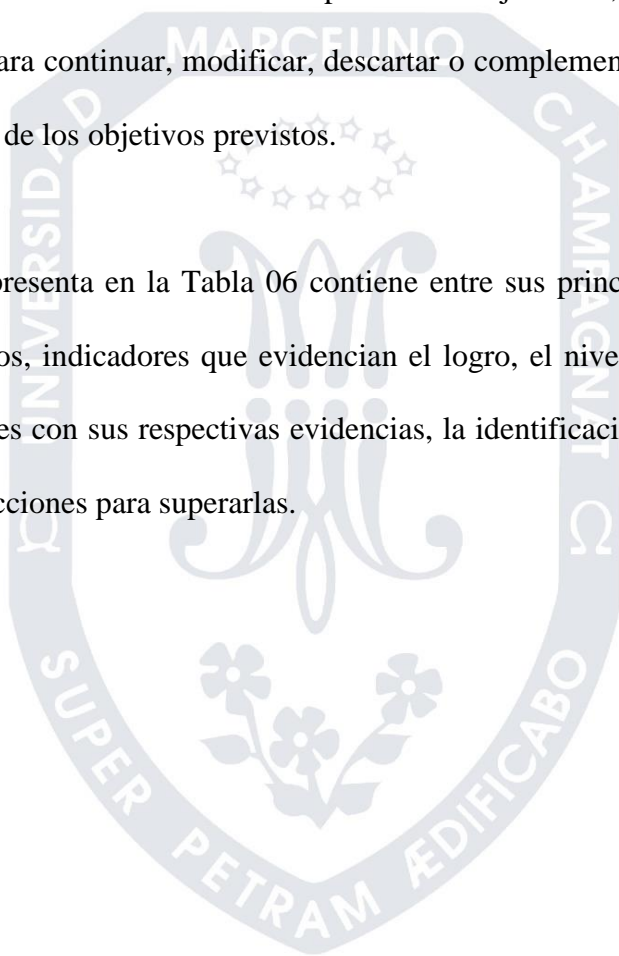 ara continuar, modificar, descartar o complemen
de los objetivos previstos.
presenta en la Tabla 06 contiene entre sus princ
os, indicadores que evidencian el logro, el nive
es con sus respectivas evidencias, la identificaci
cciones para superarlas.
UNIVERSIDAD MARCELINO CHAMPAGNAT
SUPER PETRAM ÆDIFICABO